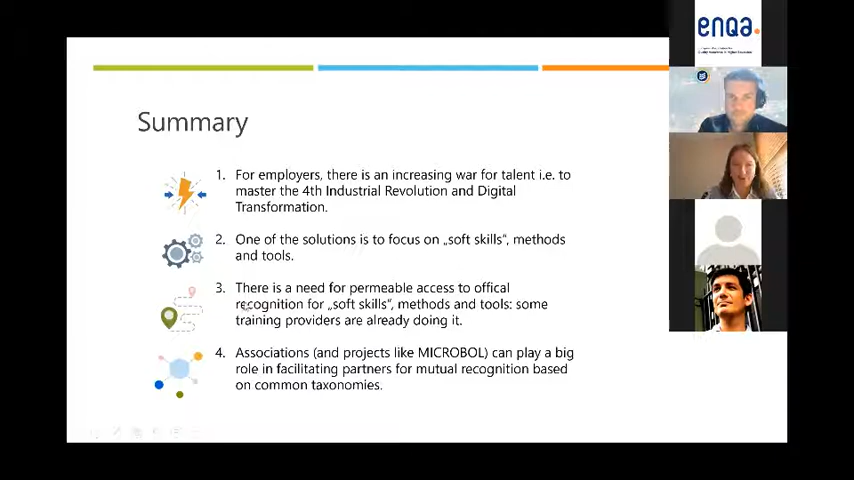 enqa.
Summary
1. For employers, there is an increasing war for talent i.e. to
master the 4th Industrial Revolution and Digital
Transformation.
2. One of the solutions is to focus on „soft skills“, methods
and tools.
3. There is a need for permeable access to offical
recognition for „soft skills“, methods and tools: some
training providers are already doing it.
4. Associations (and projects like MICROBOL) can play a big
role in facilitating partners for mutual recognition based
on common taxonomies.